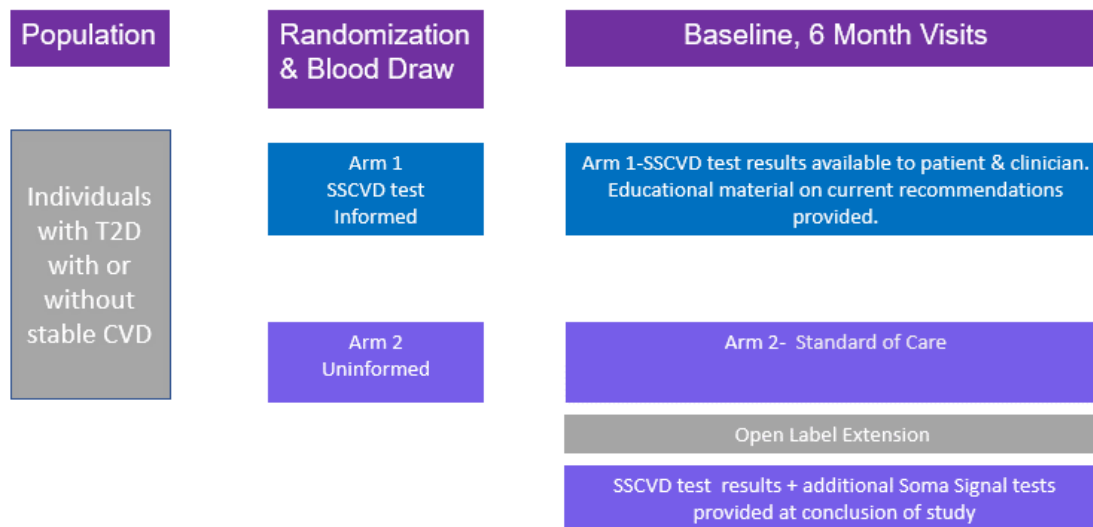 Population
Randomization
& Blood Draw
Baseline, 6 Month Visits
Individuals
with T2D
with or
without
stable CVD
Arm 1
SSCVD test
Informed
Arm 1-SSCVD test results available to patient & clinician.
Educational material on current recommendations
provided.
Arm 2
Uninformed
Arm 2- Standard of Care
Open Label Extension
SSCVD test results + additional Soma Signal tests
provided at conclusion of study